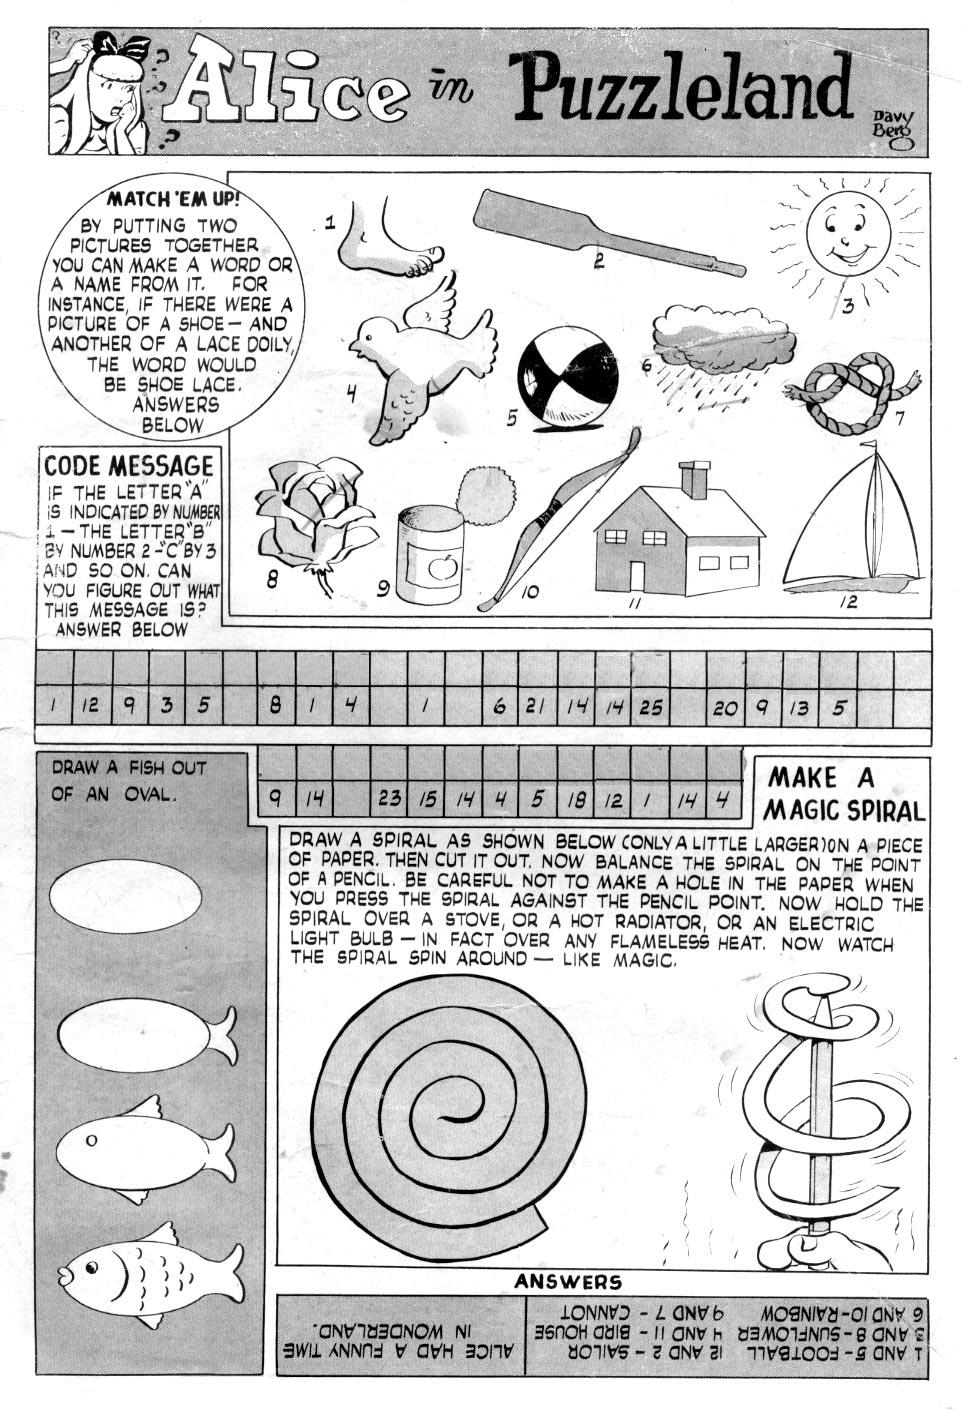 Alice in Puzzleland
Davy Berg
MATCH 'EM UP!
BY PUTTING TWO
PICTURES TOGETHER
YOU CAN MAKE A WORD OR
A NAME FROM IT. FOR
INSTANCE, IF THERE WERE A
PICTURE OF A SHOE — AND
ANOTHER OF A LACE DOILY,
THE WORD WOULD
BE SHOE LACE.
ANSWERS
BELOW
1
2
3
4
5
6
7
8
9
10
11
12
CODE MESSAGE
IF THE LETTER "A"
IS INDICATED BY NUMBER
1 — THE LETTER "B"
BY NUMBER 2 - "C" BY 3
AND SO ON. CAN
YOU FIGURE OUT WHAT
THIS MESSAGE IS?
ANSWER BELOW
1 12 9 3 5 8 1 4 1 6 21 14 14 25 20 9 13 5
9 14 23 15 14 4 5 18 12 1 14 4
DRAW A FISH OUT
OF AN OVAL.
MAKE A
MAGIC SPIRAL
DRAW A SPIRAL AS SHOWN BELOW (ONLY A LITTLE LARGER) ON A PIECE
OF PAPER. THEN CUT IT OUT. NOW BALANCE THE SPIRAL ON THE POINT
OF A PENCIL. BE CAREFUL NOT TO MAKE A HOLE IN THE PAPER WHEN
YOU PRESS THE SPIRAL AGAINST THE PENCIL POINT. NOW HOLD THE
SPIRAL OVER A STOVE, OR A HOT RADIATOR, OR AN ELECTRIC
LIGHT BULB — IN FACT OVER ANY FLAMELESS HEAT. NOW WATCH
THE SPIRAL SPIN AROUND — LIKE MAGIC.
ANSWERS
1 AND 5 - FOOTBALL 12 AND 2 - SAILOR
3 AND 8 - SUNFLOWER 4 AND 11 - BIRD HOUSE
6 AND 10 - RAINBOW 9 AND 7 - CANNOT
ALICE HAD A FUNNY TIME
IN WONDERLAND.